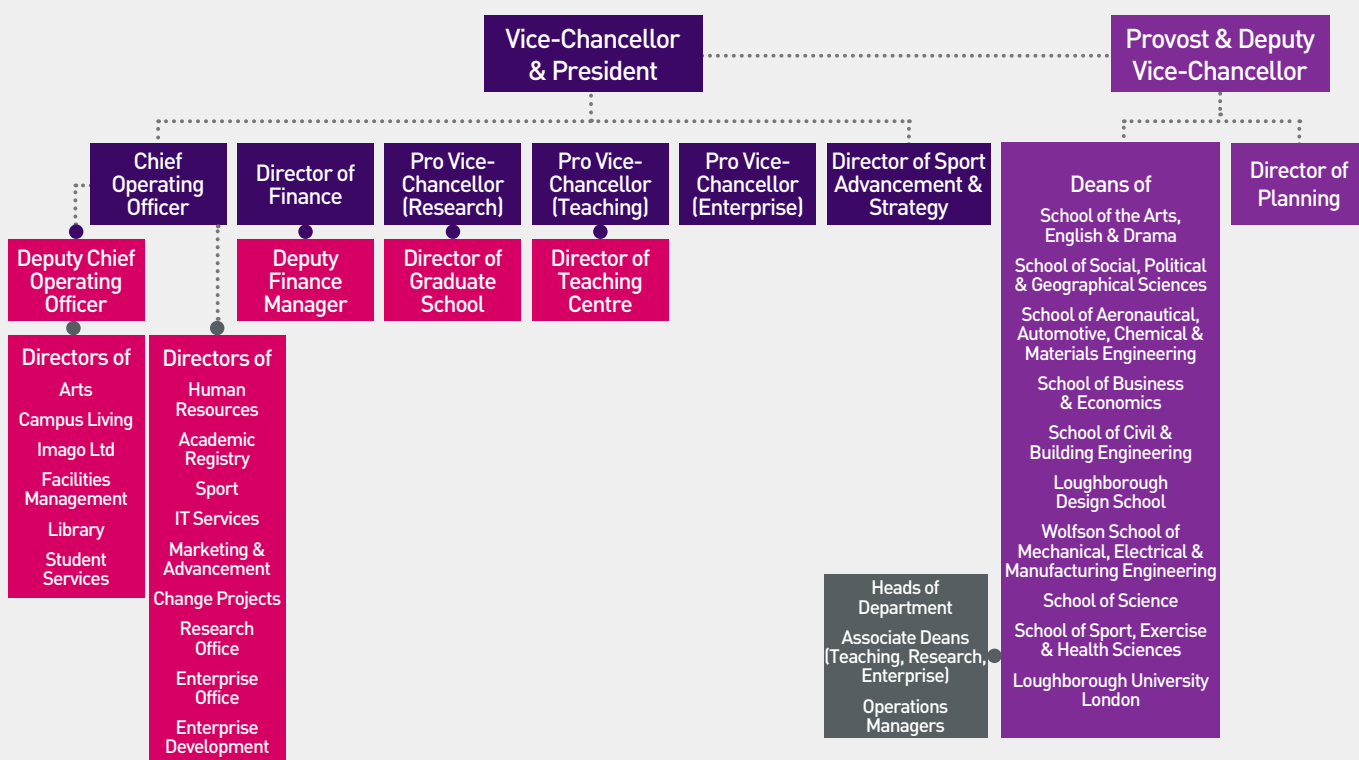 Vice-Chancellor
& President
Provost & Deputy
Vice-Chancellor
Chief
Operating
Officer
Director of
Finance
Pro Vice-
Chancellor
(Research)
Pro Vice-
Chancellor
(Teaching)
Pro Vice-
Chancellor
(Enterprise)
Director of Sport
Advancement &
Strategy
Deans of
School of the Arts,
English & Drama
School of Social, Political
& Geographical Sciences
School of Aeronautical,
Automotive, Chemical &
Materials Engineering
School of Business
& Economics
School of Civil &
Building Engineering
Loughborough
Design School
Wolfson School of
Mechanical, Electrical &
Manufacturing Engineering
School of Science
School of Sport, Exercise
& Health Sciences
Loughborough University
London
Director of
Planning
Deputy Chief
Operating
Officer
Deputy
Finance
Manager
Director of
Graduate
School
Director of
Teaching
Centre
Directors of
Arts
Campus Living
Imago Ltd
Facilities
Management
Library
Student
Services
Directors of
Human
Resources
Academic
Registry
Sport
IT Services
Marketing &
Advancement
Change Projects
Research
Office
Enterprise
Office
Enterprise
Development
Heads of
Department
Associate Deans
(Teaching, Research,
Enterprise)
Operations
Managers